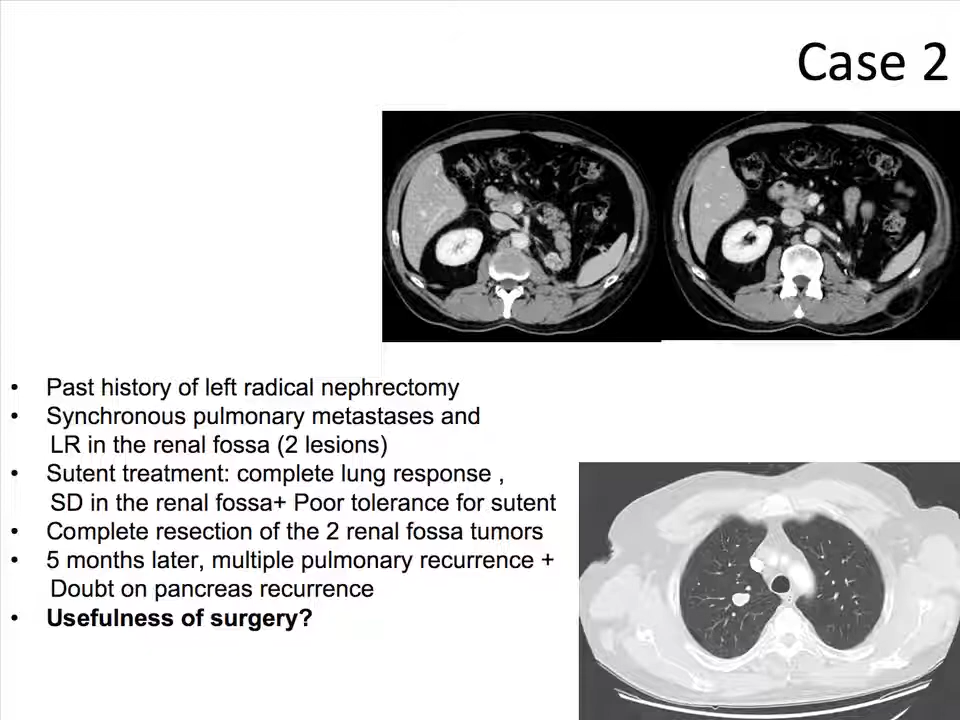 Case 2
• Past history of left radical nephrectomy
• Synchronous pulmonary metastases and
LR in the renal fossa (2 lesions)
• Sutent treatment: complete lung response ,
SD in the renal fossa+ Poor tolerance for sutent
• Complete resection of the 2 renal fossa tumors
• 5 months later, multiple pulmonary recurrence +
Doubt on pancreas recurrence
• Usefulness of surgery?